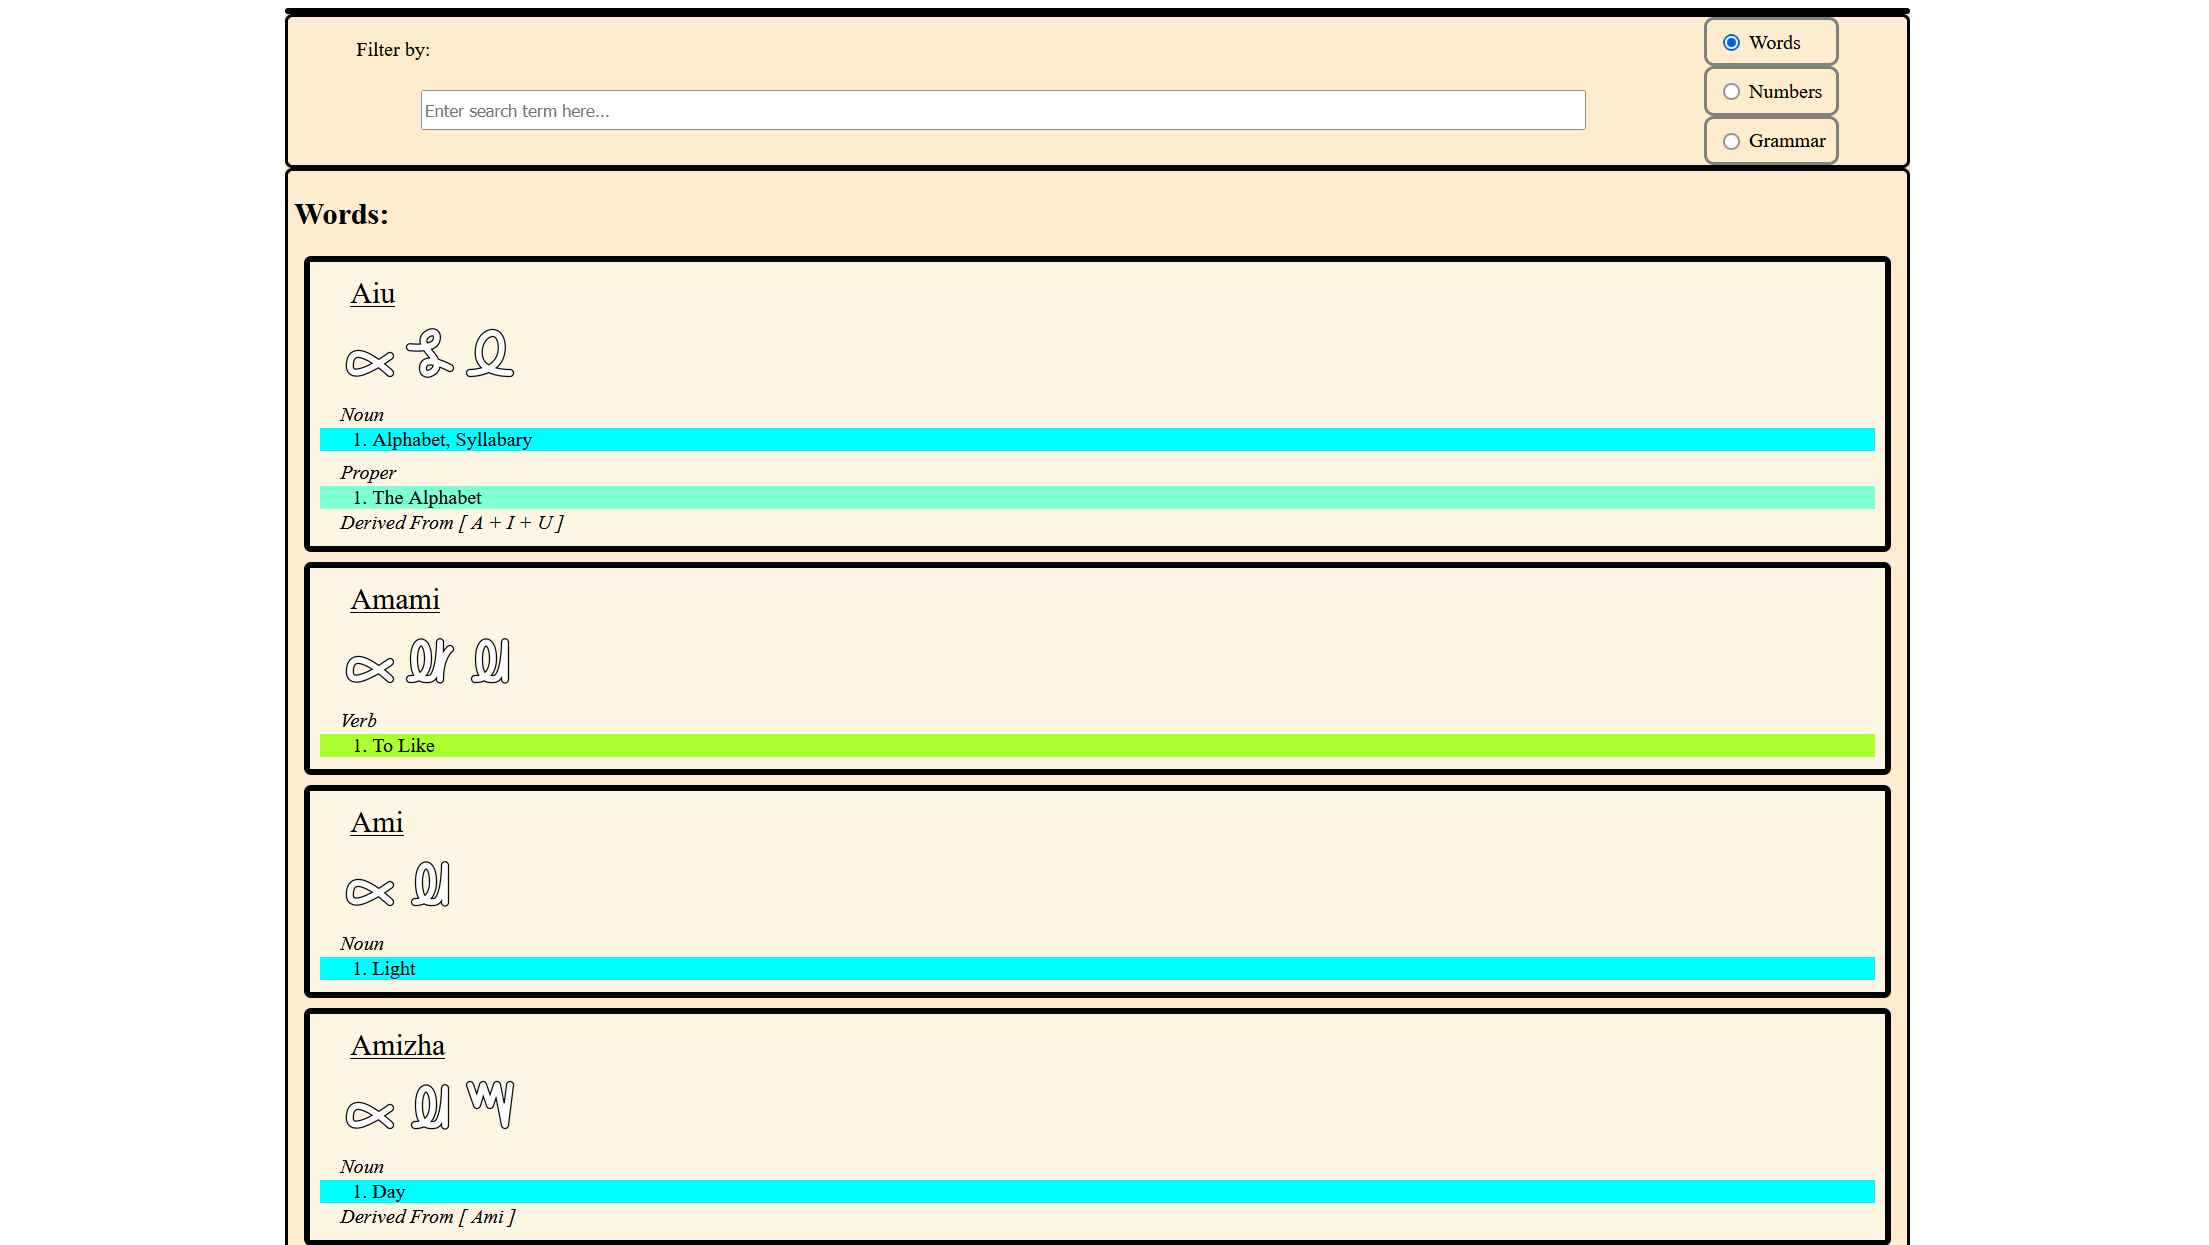 Filter by:
Enter search term here...
Words
Numbers
Grammar
Words:
Aiu
Noun
1. Alphabet, Syllabary
Proper
1. The Alphabet
Derived From [ A + I + U ]
Amami
Verb
1. To Like
Ami
Noun
1. Light
Amizha
Noun
1. Day
Derived From [ Ami ]